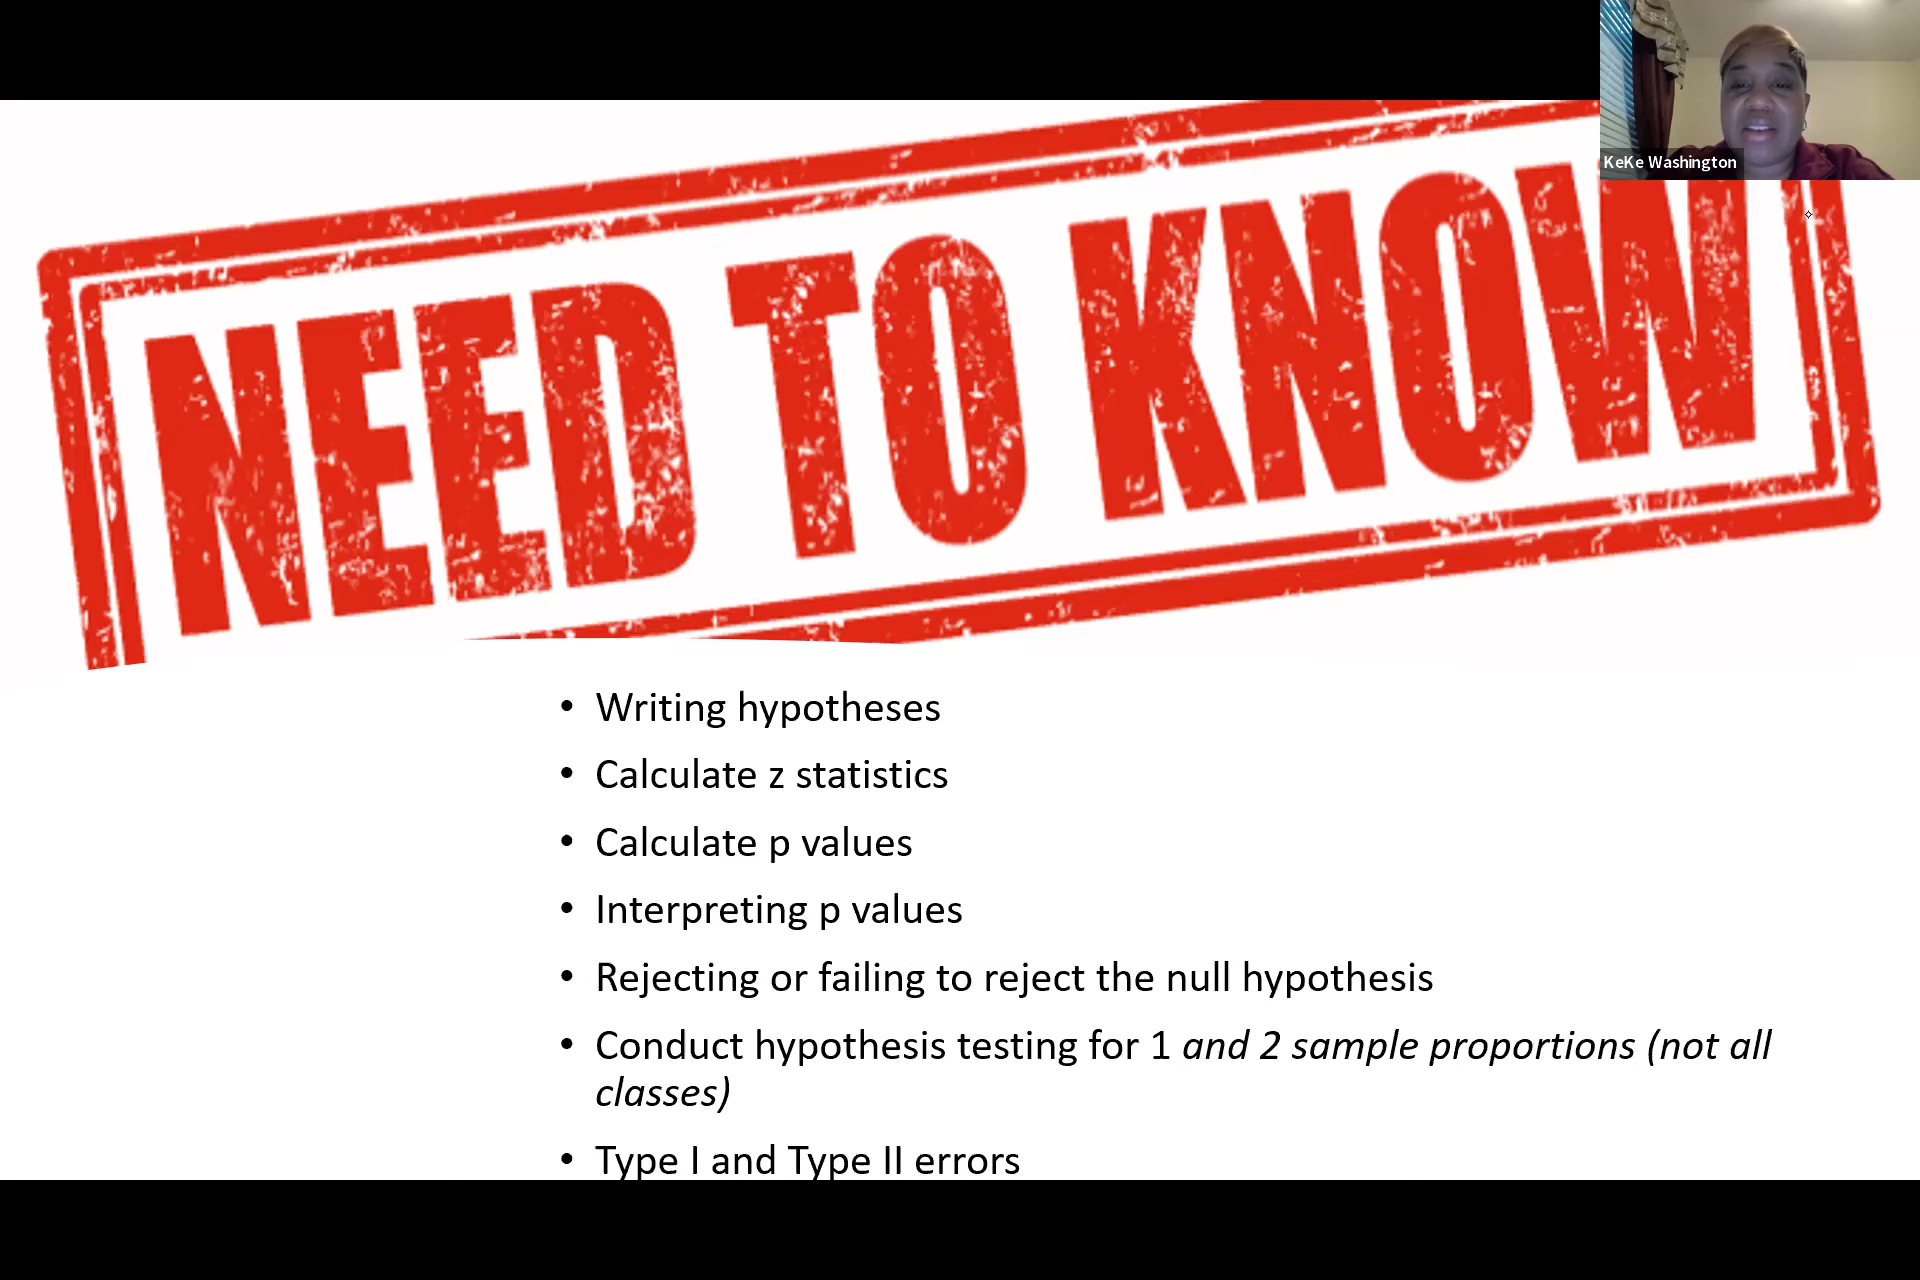 KeKe Washington
NEED TO KNOW
• Writing hypotheses
• Calculate z statistics
• Calculate p values
• Interpreting p values
• Rejecting or failing to reject the null hypothesis
• Conduct hypothesis testing for 1 and 2 sample proportions (not all
classes)
• Type I and Type II errors